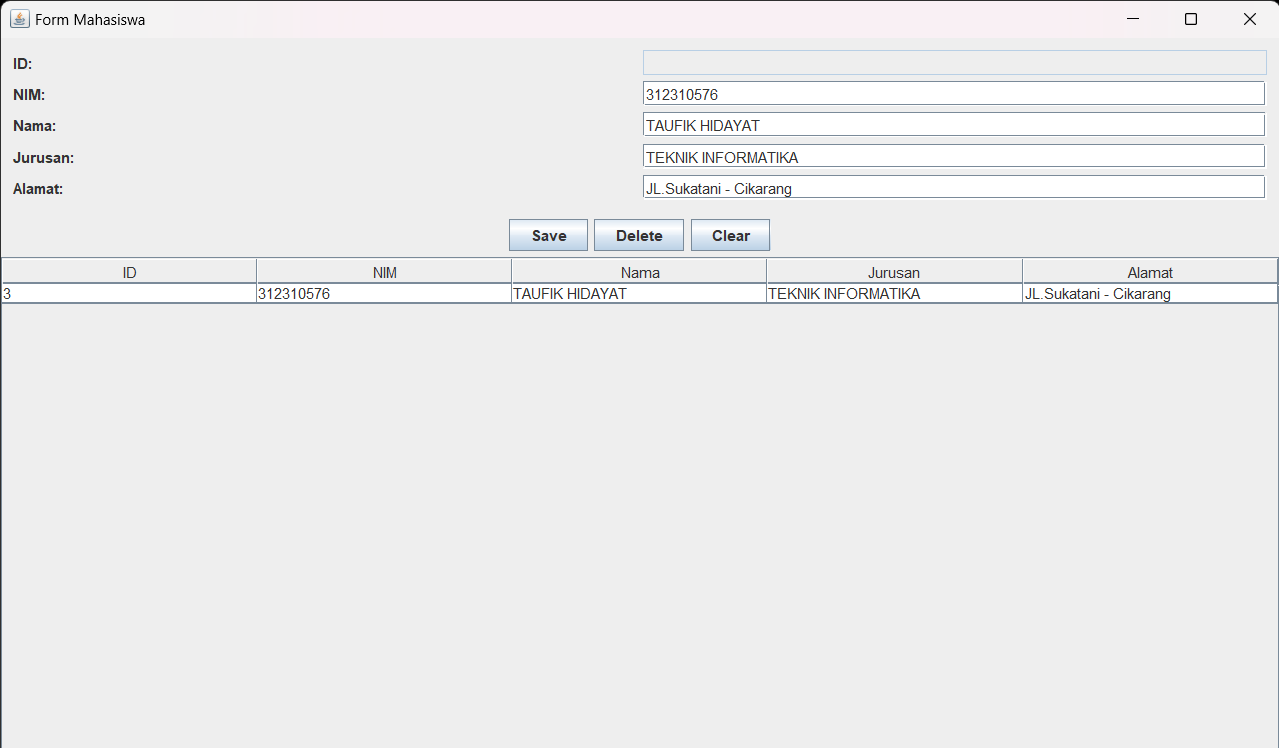 Form Mahasiswa
ID:
NIM: 312310576
Nama: TAUFIK HIDAYAT
Jurusan: TEKNIK INFORMATIKA
Alamat: JL.Sukatani - Cikarang
Save Delete Clear
ID NIM Nama Jurusan Alamat
3 312310576 TAUFIK HIDAYAT TEKNIK INFORMATIKA JL.Sukatani - Cikarang